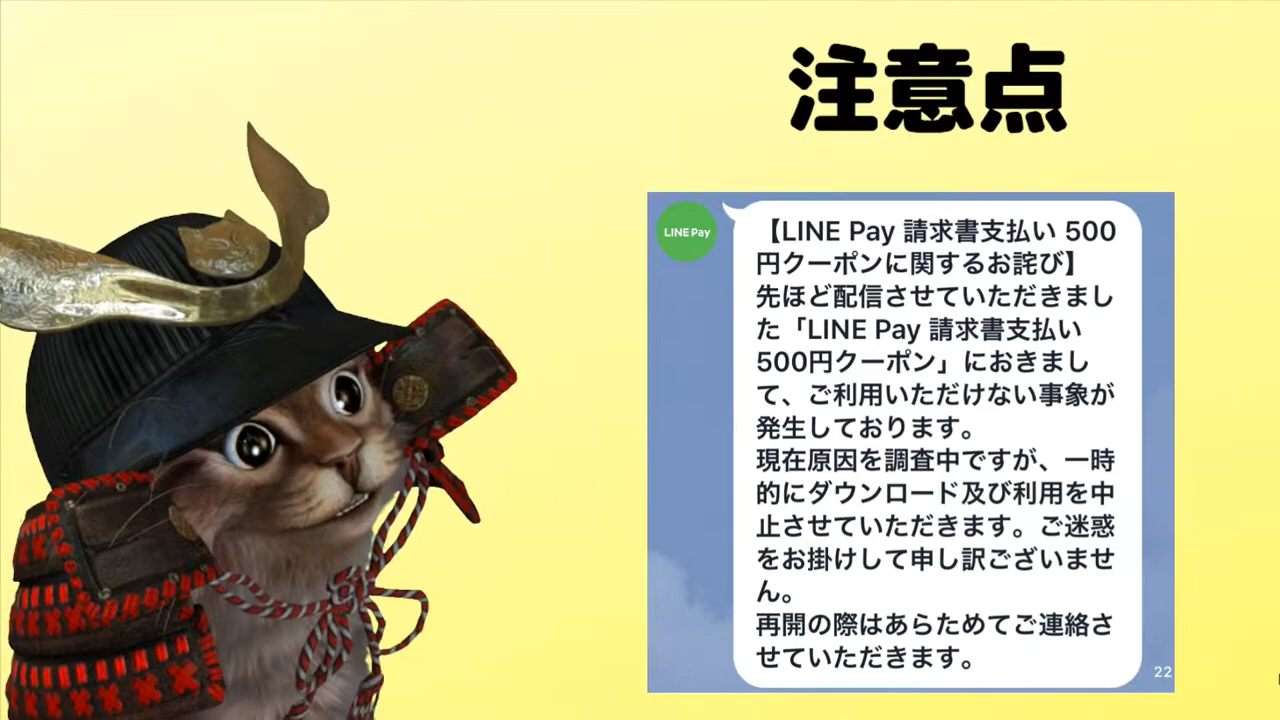 注意点
LINE Pay
【LINE Pay 請求書支払い 500
円クーポンに関するお詫び】
先ほど配信させていただきまし
た「LINE Pay 請求書支払い
500円クーポン」におきまし
て、ご利用いただけない事象が
発生しております。
現在原因を調査中ですが、一時
的にダウンロード及び利用を中
止させていただきます。ご迷惑
をお掛けして申し訳ございませ
ん。
再開の際はあらためてご連絡さ
せていただきます。
22